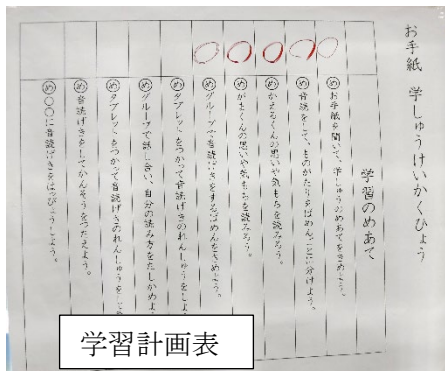 お手紙 学しゅうけいかくひょう
学習のめあて
め お手紙を聞いて、学しゅうのめあてをきめよう。
め 音読をして、ものがたりをばめんごとに分けよう。
め かえるくんの思いや気もちを読みとろう。
め がまくんの思いや気もちを読みとろう。
め グループで音読げきをするばめんをきめよう。
め タブレットをつかって音読げきのれんしゅうをしよ
め グループで話し合い、自分の読み方をたしかめよ
め タブレットをつかって音読げきのれんしゅうをして
め 音読げきをしてかんそうをつたえよう。
め ○○に音読げきをはっぴょうしよう。
学習計画表